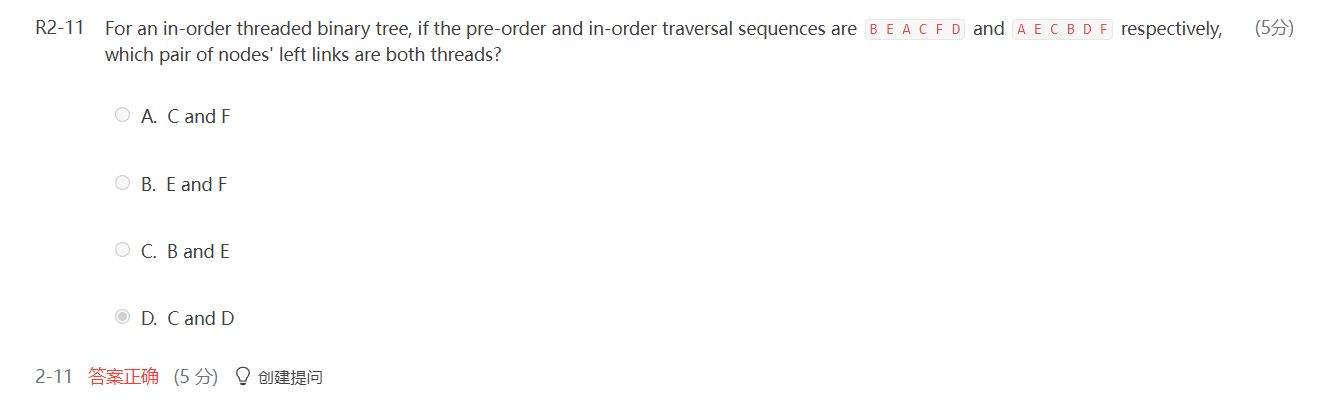 R2-11 For an in-order threaded binary tree, if the pre-order and in-order traversal sequences are B E A C F D and A E C B D F respectively, (5分)
which pair of nodes' left links are both threads?
A. C and F
B. E and F
C. B and E
D. C and D
2-11 答案正确 (5 分) 创建提问